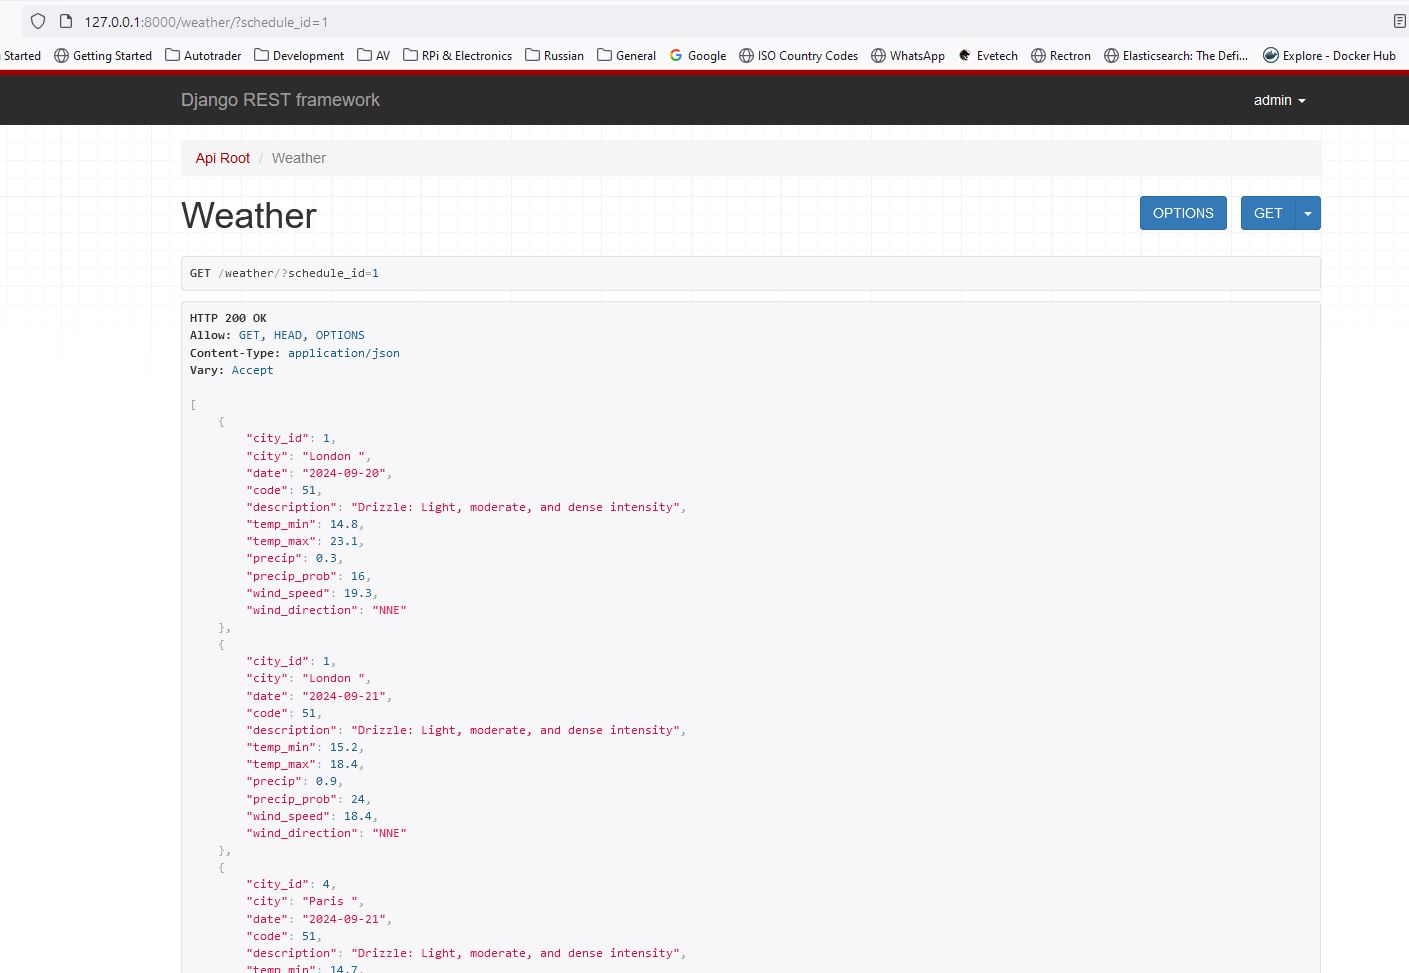 127.0.0.1:8000/weather/?schedule_id=1
Started Getting Started Autotrader Development AV RPi & Electronics Russian General Google ISO Country Codes WhatsApp Evetech Rectron Elasticsearch: The Defi... Explore - Docker Hub
Django REST framework admin
Api Root / Weather
Weather OPTIONS GET
GET /weather/?schedule_id=1
HTTP 200 OK
Allow: GET, HEAD, OPTIONS
Content-Type: application/json
Vary: Accept
[
{
"city_id": 1,
"city": "London ",
"date": "2024-09-20",
"code": 51,
"description": "Drizzle: Light, moderate, and dense intensity",
"temp_min": 14.8,
"temp_max": 23.1,
"precip": 0.3,
"precip_prob": 16,
"wind_speed": 19.3,
"wind_direction": "NNE"
},
{
"city_id": 1,
"city": "London ",
"date": "2024-09-21",
"code": 51,
"description": "Drizzle: Light, moderate, and dense intensity",
"temp_min": 15.2,
"temp_max": 18.4,
"precip": 0.9,
"precip_prob": 24,
"wind_speed": 18.4,
"wind_direction": "NNE"
},
{
"city_id": 4,
"city": "Paris ",
"date": "2024-09-21",
"code": 51,
"description": "Drizzle: Light, moderate, and dense intensity",
"temp_min": 14.7,